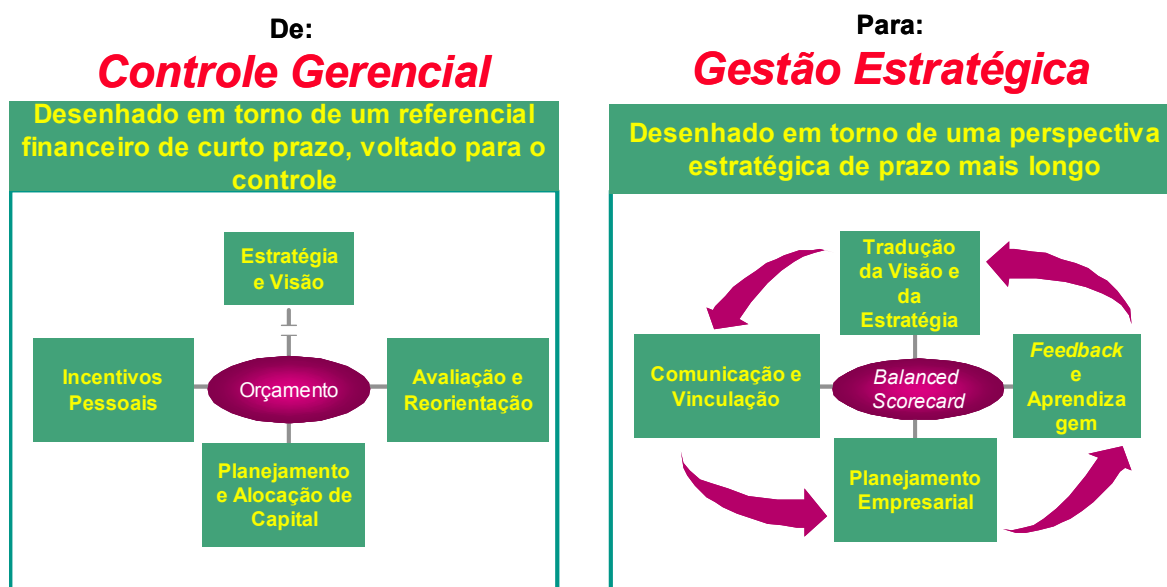 De:
Controle Gerencial
Desenhado em torno de um referencial
financeiro de curto prazo, voltado para o
controle
Estratégia
e Visão
Incentivos
Pessoais
Orçamento
Avaliação e
Reorientação
Planejamento
e Alocação de
Capital
Para:
Gestão Estratégica
Desenhado em torno de uma perspectiva
estratégica de prazo mais longo
Tradução
da Visão e
da
Estratégia
Comunicação e
Vinculação
Balanced
Scorecard
Feedback
e
Aprendiza
gem
Planejamento
Empresarial